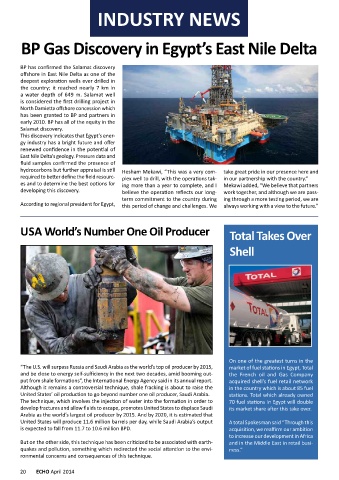 INDUSTRY NEWS
BP Gas Discovery in Egypt's East Nile Delta
BP has confirmed the Salamat discovery
offshore in East Nile Delta as one of the
deepest exploration wells ever drilled in
the country; it reached nearly 7 km in
a water depth of 649 m. Salamat well
is considered the first drilling project in
North Damietta offshore concession which
has been granted to BP and partners in
early 2010. BP has all of the equity in the
Salamat discovery.
This discovery indicates that Egypt's ener-
gy industry has a bright future and offer
renewed confidence in the potential of
East Nile Delta's geology. Pressure data and
fluid samples confirmed the presence of
hydrocarbons but further appraisal is still
required to better define the field resourc-
es and to determine the best options for
developing this discovery.
According to regional president for Egypt,
Hesham Mekawi, "This was a very com-
plex well to drill, with the operations tak-
ing more than a year to complete, and I
believe the operation reflects our long-
term commitment to the country during
this period of change and challenges. We
take great pride in our presence here and
in our partnership with the country."
Mekawi added, "We believe that partners
work together, and although we are pass-
ing through a more testing period, we are
always working with a view to the future."
USA World's Number One Oil Producer
"The U.S. will surpass Russia and Saudi Arabia as the world's top oil producer by 2015,
and be close to energy self-sufficiency in the next two decades, amid booming out-
put from shale formations", the International Energy Agency said in its annual report.
Although it remains a controversial technique, shale fracking is about to raise the
United States' oil production to go beyond number one oil producer, Saudi Arabia.
The technique, which involves the injection of water into the formation in order to
develop fractures and allow fluids to escape, promotes United States to displace Saudi
Arabia as the world's largest oil producer by 2015. And by 2020, it is estimated that
United States will produce 11.6 million barrels per day, while Saudi Arabia's output
is expected to fall from 11.7 to 10.6 million BPD.
But on the other side, this technique has been criticized to be associated with earth-
quakes and pollution, something which redirected the social attention to the envi-
ronmental concerns and consequences of this technique.
Total Takes Over
Shell
TOTAL
On one of the greatest turns in the
market of fuel stations in Egypt, Total
the French oil and Gas Company
acquired shell's fuel retail network
in the country which is about 85 fuel
stations. Total which already owned
70 fuel stations in Egypt will double
its market share after this take over.
A total Spokesman said "Through this
acquisition, we reaffirm our ambition
to increase our development in Africa
and in the Middle East in retail busi-
ness."
20 ECHO April 2014